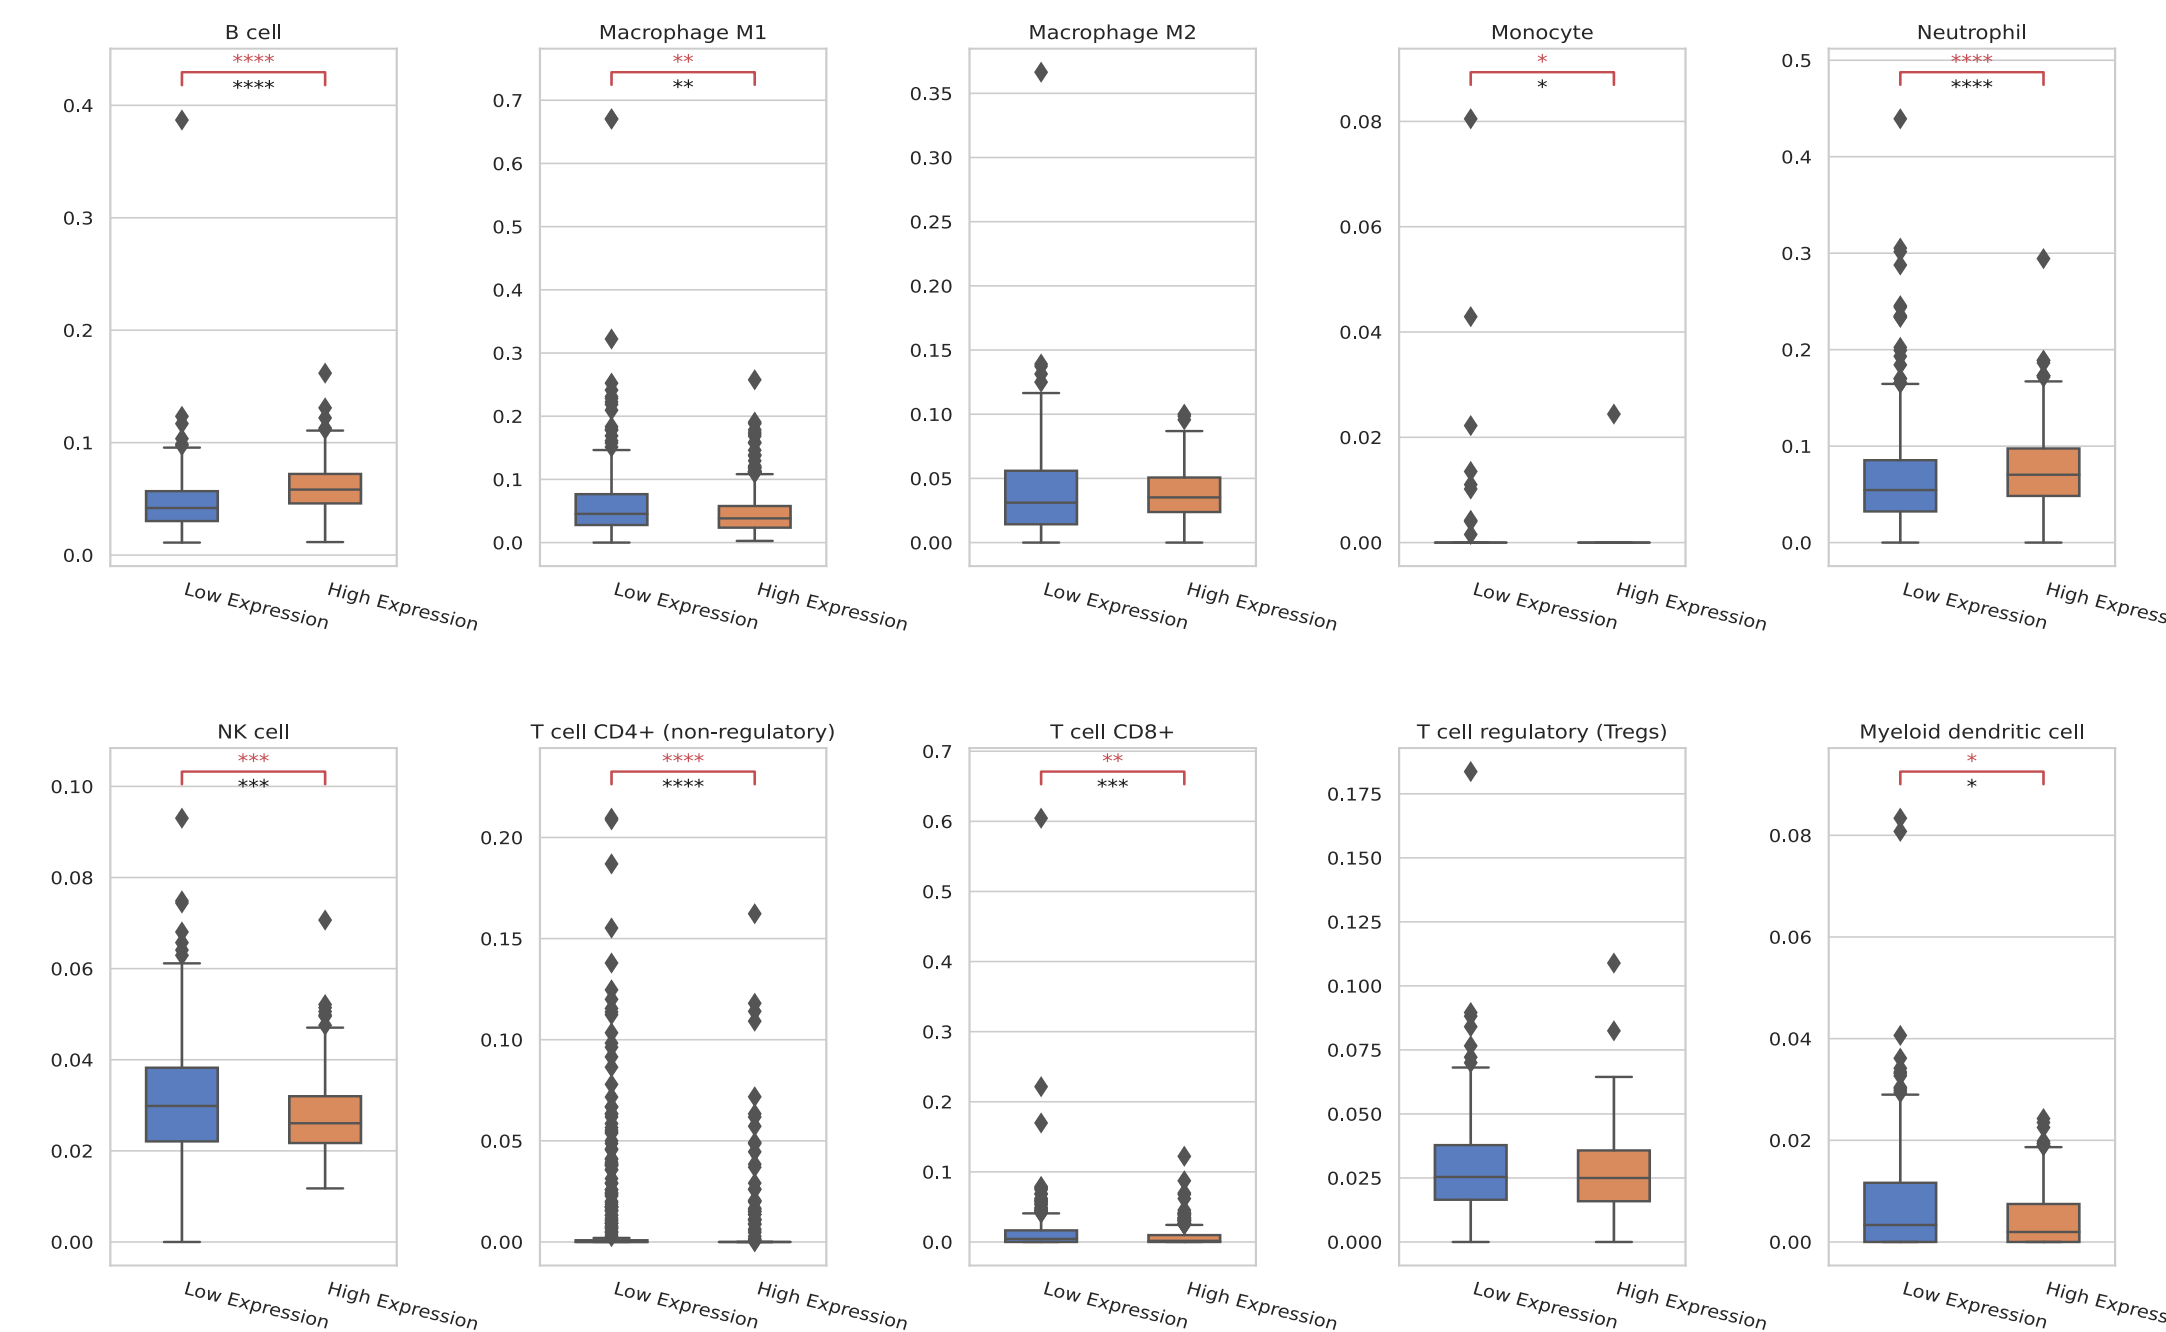 B cell
****
****
0.4
0.3
0.2
0.1
0.0
Low Expression
High Expression
Macrophage M1
**
**
0.7
0.6
0.5
0.4
0.3
0.2
0.1
0.0
Low Expression
High Expression
Macrophage M2
0.35
0.30
0.25
0.20
0.15
0.10
0.05
0.00
Low Expression
High Expression
Monocyte
*
*
0.08
0.06
0.04
0.02
0.00
Low Expression
High Expression
Neutrophil
****
****
0.5
0.4
0.3
0.2
0.1
0.0
Low Expression
High Express
NK cell
***
***
0.10
0.08
0.06
0.04
0.02
0.00
Low Expression
High Expression
T cell CD4+ (non-regulatory)
****
****
0.20
0.15
0.10
0.05
0.00
Low Expression
High Expression
T cell CD8+
**
***
0.7
0.6
0.5
0.4
0.3
0.2
0.1
0.0
Low Expression
High Expression
T cell regulatory (Tregs)
0.175
0.150
0.125
0.100
0.075
0.050
0.025
0.000
Low Expression
High Expression
Myeloid dendritic cell
*
*
0.08
0.06
0.04
0.02
0.00
Low Expression
High Express